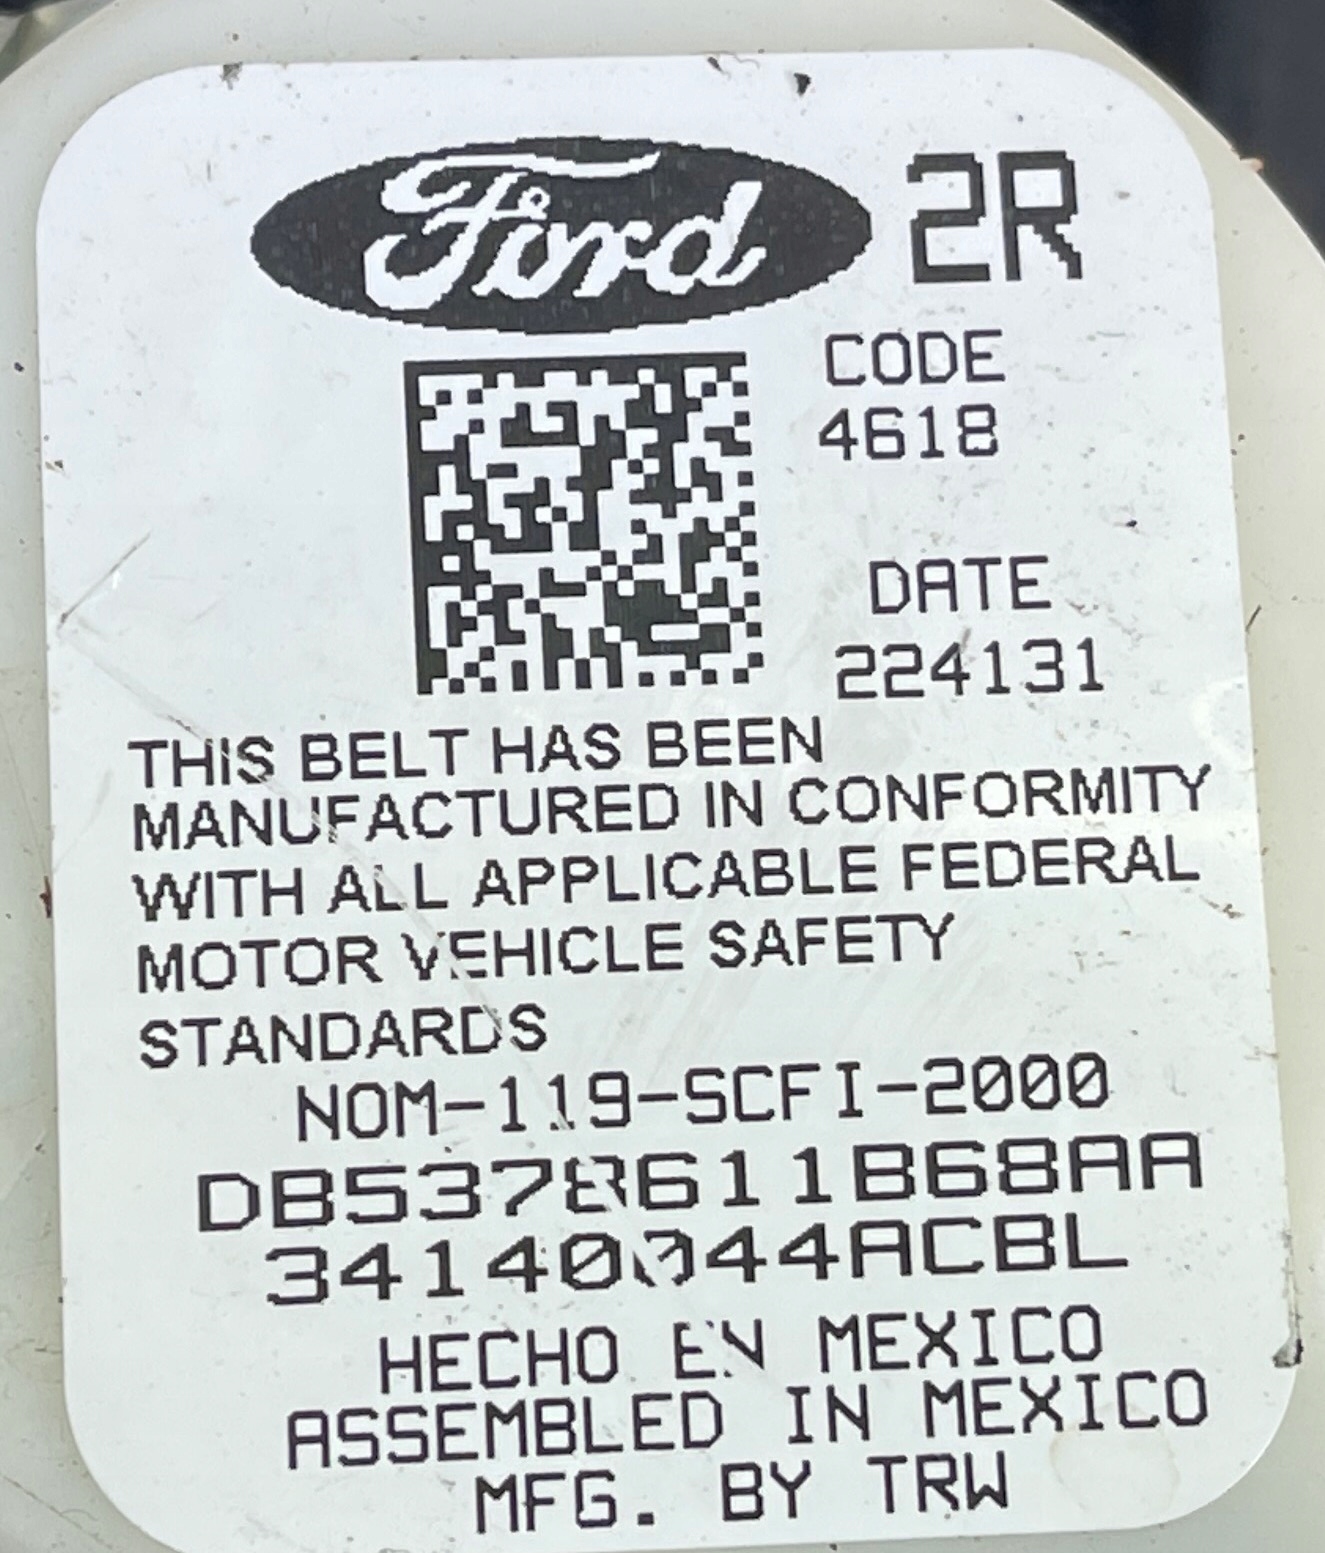 Ford 2R
CODE
4618
DATE
224131
THIS BELT HAS BEEN
MANUFACTURED IN CONFORMITY
WITH ALL APPLICABLE FEDERAL
MOTOR VEHICLE SAFETY
STANDARDS
NOM-119-SCFI-2000
DB5378611B68AA
34140044ACBL
HECHO EN MEXICO
ASSEMBLED IN MEXICO
MFG. BY TRW